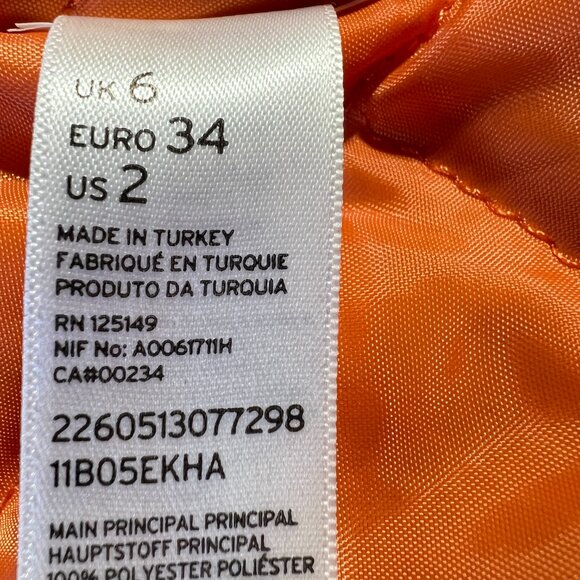 UK 6
EURO 34
US 2
MADE IN TURKEY
FABRIQUÉ EN TURQUIE
PRODUTO DA TURQUIA
RN 125149
NIF No: A0061711H
CA#00234
2260513077298
11B05EKHA
MAIN PRINCIPAL PRINCIPAL
HAUPTSTOFF PRINCIPAL
100% POLYESTER POLIÉSTER